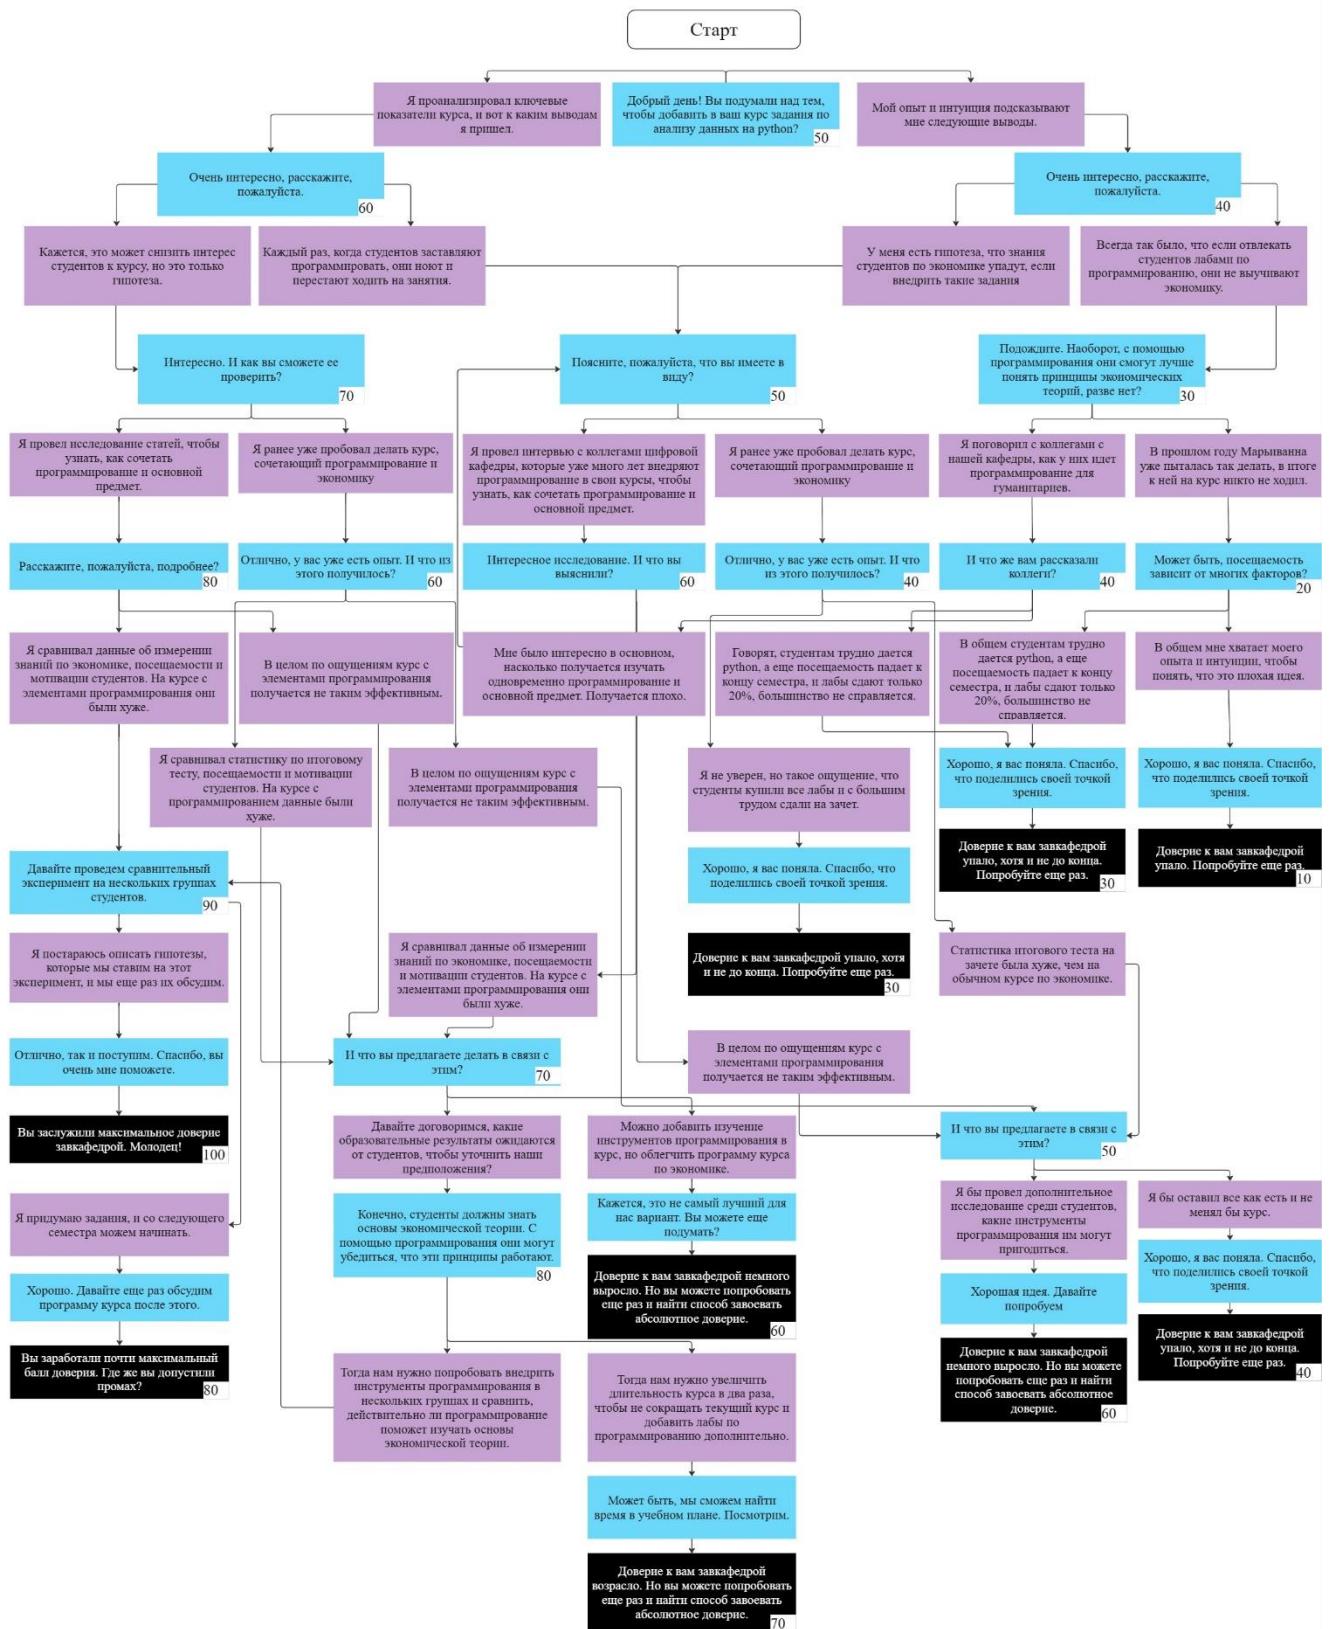 Старт
Я проанализировал ключевые
показатели курса, и вот к каким выводам
я пришел.
Добрый день! Вы подумали над тем,
чтобы добавить в ваш курс задания по
анализу данных на python?
50
Мой опыт и интуиция подсказывают
мне следующие выводы.
Очень интересно, расскажите,
пожалуйста.
60
Очень интересно, расскажите,
пожалуйста.
40
Кажется, это может снизить интерес
студентов к курсу, но это только
гипотеза.
Каждый раз, когда студентов заставляют
программировать, они ноют и
перестают ходить на занятия.
У меня есть гипотеза, что знания
студентов по экономике упадут, если
внедрить такие задания
Всегда так было, что если отвлекать
студентов лабами по
программированию, они не выучивают
экономику.
Интересно. И как вы сможете ее
проверить?
70
Поясните, пожалуйста, что вы имеете в
виду?
50
Подождите. Наоборот, с помощью
программирования они смогут лучше
понять принципы экономических
теорий, разве нет?
30
Я провел исследование статей, чтобы
узнать, как сочетать
программирование и основной
предмет.
Я ранее уже пробовал делать курс,
сочетающий программирование и
экономику
Я провел интервью с коллегами цифровой
кафедры, которые уже много лет внедряют
программирование в свои курсы, чтобы
узнать, как сочетать программирование и
основной предмет.
Я ранее уже пробовал делать курс,
сочетающий программирование и
экономику
Я поговорил с коллегами с
нашей кафедры, как у них идет
программирование для
гуманитариев.
В прошлом году Марьиванна
уже пыталась так делать, в итоге
к ней на курс никто не ходил.
Расскажите, пожалуйста, подробнее?
80
Отлично, у вас уже есть опыт. И что из
этого получилось?
60
Интересное исследование. И что вы
выяснили?
60
Отлично, у вас уже есть опыт. И что
из этого получилось?
40
И что же вам рассказали
коллеги?
40
Может быть, посещаемость
зависит от многих факторов?
20
Я сравнивал данные об измерении
знаний по экономике, посещаемости и
мотивации студентов. На курсе с
элементами программирования они
были хуже.
В целом по ощущениям курс с
элементами программирования
получается не таким эффективным.
Мне было интересно в основном,
насколько получается изучать
одновременно программирование и
основной предмет. Получается плохо.
Говорят, студентам трудно дается
python, а еще посещаемость падает к
концу семестра, и лабы сдают только
20%, большинство не справляется.
В общем студентам трудно
дается python, а еще
посещаемость падает к концу
семестра, и лабы сдают только
20%, большинство не
справляется.
В общем мне хватает моего
опыта и интуиции, чтобы
понять, что это плохая идея.
Я сравнивал статистику по итоговому
тесту, посещаемости и мотивации
студентов. На курсе с
программированием данные были
хуже.
В целом по ощущениям курс с
элементами программирования
получается не таким эффективным.
Я не уверен, но такое ощущение, что
студенты купили все лабы и с большим
трудом сдали на зачет.
Хорошо, я вас поняла. Спасибо,
что поделились своей точкой
зрения.
Хорошо, я вас поняла. Спасибо,
что поделились своей точкой
зрения.
Доверие к вам завкафедрой
упало, хотя и не до конца.
Попробуйте еще раз.
30
Доверие к вам завкафедрой
упало. Попробуйте еще раз.
10
Давайте проведем сравнительный
эксперимент на нескольких группах
студентов.
90
Хорошо, я вас поняла. Спасибо, что
поделились своей точкой зрения.
Я постараюсь описать гипотезы,
которые мы ставим на этот
эксперимент, и мы еще раз их обсудим.
Я сравнивал данные об измерении
знаний по экономике, посещаемости
и мотивации студентов. На курсе с
элементами программирования они
были хуже.
Доверие к вам завкафедрой упало, хотя
и не до конца. Попробуйте еще раз.
30
Статистика итогового теста на
зачете была хуже, чем на
обычном курсе по экономике.
Отлично, так и поступим. Спасибо, вы
очень мне поможете.
И что вы предлагаете делать в связи с
этим?
70
В целом по ощущениям курс с
элементами программирования
получается не таким эффективным.
Вы заслужили максимальное доверие
завкафедрой. Молодец!
100
Давайте договоримся, какие
образовательные результаты ожидаются
от студентов, чтобы уточнить наши
предположения?
Можно добавить изучение
инструментов программирования в
курс, но облегчить программу курса
по экономике.
И что вы предлагаете в связи с
этим?
50
Я придумаю задания, и со следующего
семестра можем начинать.
Конечно, студенты должны знать
основы экономической теории. С
помощью программирования они могут
убедиться, что эти принципы работают.
80
Кажется, это не самый лучший для
нас вариант. Вы можете еще
подумать?
Я бы провел дополнительное
исследование среди студентов,
какие инструменты
программирования им могут
пригодиться.
Я бы оставил все как есть и не
менял бы курс.
Хорошо. Давайте еще раз обсудим
программу курса после этого.
Доверие к вам завкафедрой немного
выросло. Но вы можете попробовать
еще раз и найти способ завоевать
абсолютное доверие.
60
Хорошая идея. Давайте
попробуем
Хорошо, я вас поняла. Спасибо,
что поделились своей точкой
зрения.
Вы заработали почти максимальный
балл доверия. Где же вы допустили
промах?
80
Тогда нам нужно попробовать внедрить
инструменты программирования в
нескольких группах и сравнить,
действительно ли программирование
поможет изучать основы
экономической теории.
Тогда нам нужно увеличить
длительность курса в два раза,
чтобы не сокращать текущий курс и
добавить лабы по
программированию дополнительно.
Доверие к вам завкафедрой
немного выросло. Но вы можете
попробовать еще раз и найти
способ завоевать абсолютное
доверие.
60
Доверие к вам завкафедрой
упало, хотя и не до конца.
Попробуйте еще раз.
40
Может быть, мы сможем найти
время в учебном плане. Посмотрим.
Доверие к вам завкафедрой
возрасло. Но вы можете попробовать
еще раз и найти способ завоевать
абсолютное доверие.
70